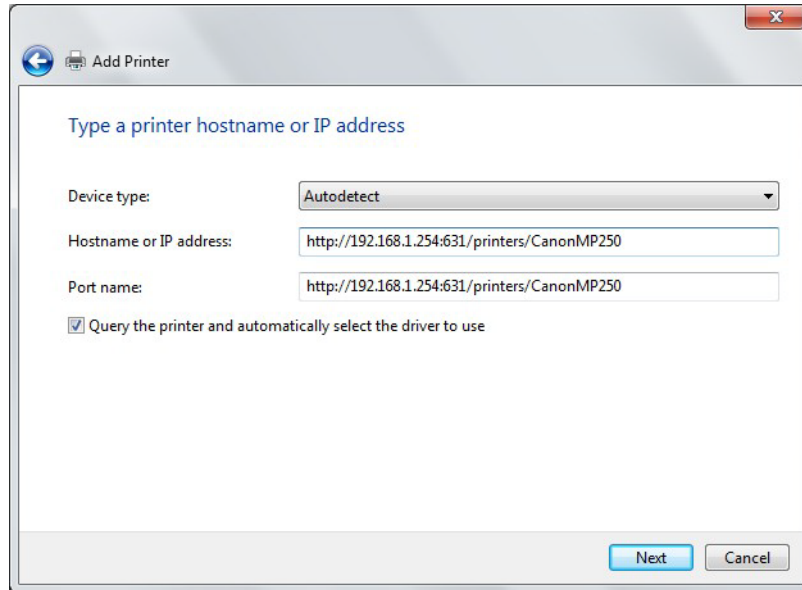 Add Printer
Type a printer hostname or IP address
Device type: Autodetect
Hostname or IP address: http://192.168.1.254:631/printers/CanonMP250
Port name: http://192.168.1.254:631/printers/CanonMP250
Query the printer and automatically select the driver to use
Next Cancel